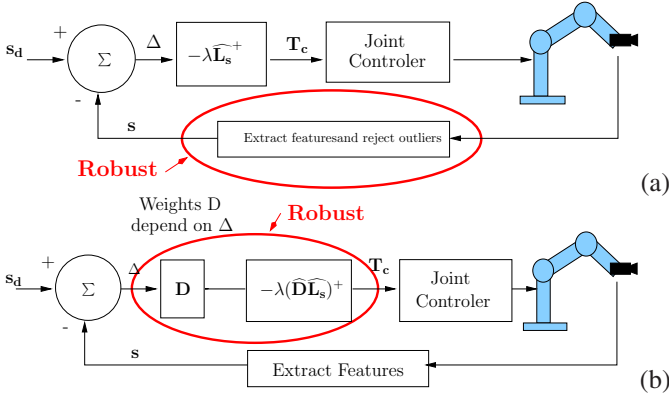 s_d + Σ - Δ
−λL̂_s⁺
T_c
Joint
Controler
s
Extract featuresand reject outliers
Robust
(a)
Weights D
depend on Δ
Robust
s_d + Σ - Δ
D
−λ(D̂L̂_s)⁺
T_c
Joint
Controler
s
Extract Features
(b)